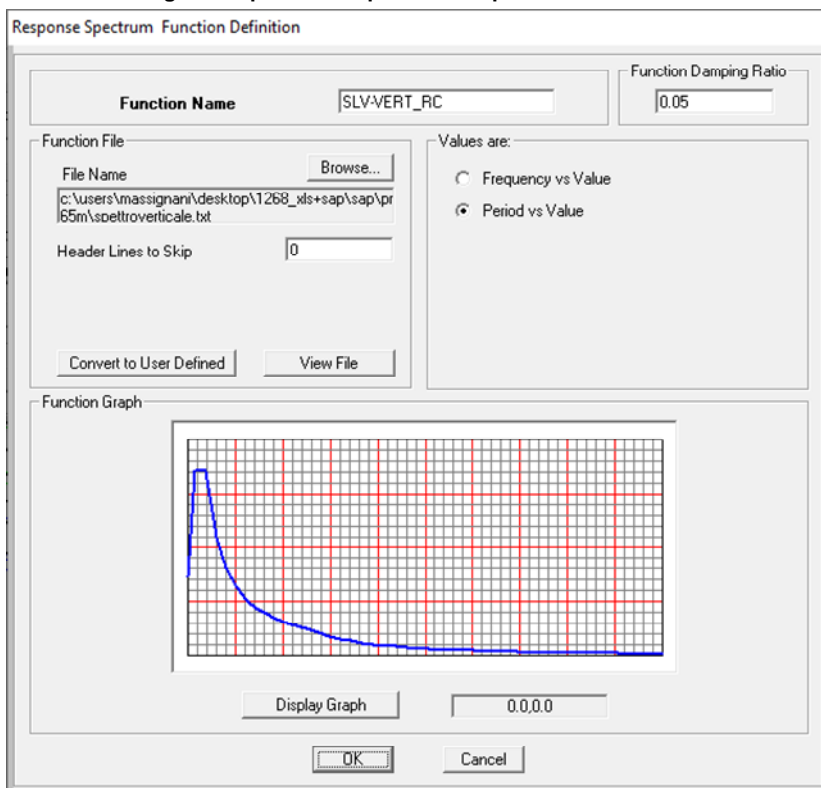 Response Spectrum Function Definition
Function Name
SLV-VERT_RC
Function Damping Ratio
0.05
Function File
File Name
Browse...
c:\users\massignani\desktop\1268_xls+sap\sap\pr
65m\spettroverticale.txt
Header Lines to Skip
0
Convert to User Defined
View File
Values are:
Frequency vs Value
Period vs Value
Function Graph
Display Graph
0.0,0.0
OK
Cancel